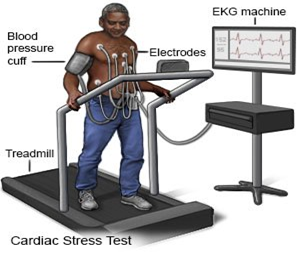 EKG machine
Blood
pressure
cuff
Electrodes
Treadmill
Cardiac Stress Test